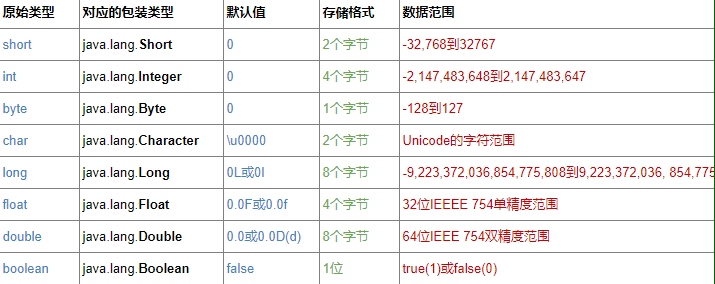 原始类型 对应的包装类型 默认值 存储格式 数据范围
short java.lang.Short 0 2个字节 -32,768到32767
int java.lang.Integer 0 4个字节 -2,147,483,648到2,147,483,647
byte java.lang.Byte 0 1个字节 -128到127
char java.lang.Character \u0000 2个字节 Unicode的字符范围
long java.lang.Long 0L或0l 8个字节 -9,223,372,036,854,775,808到9,223,372,036, 854,775
float java.lang.Float 0.0F或0.0f 4个字节 32位IEEEE 754单精度范围
double java.lang.Double 0.0或0.0D(d) 8个字节 64位IEEE 754双精度范围
boolean java.lang.Boolean false 1位 true(1)或false(0)